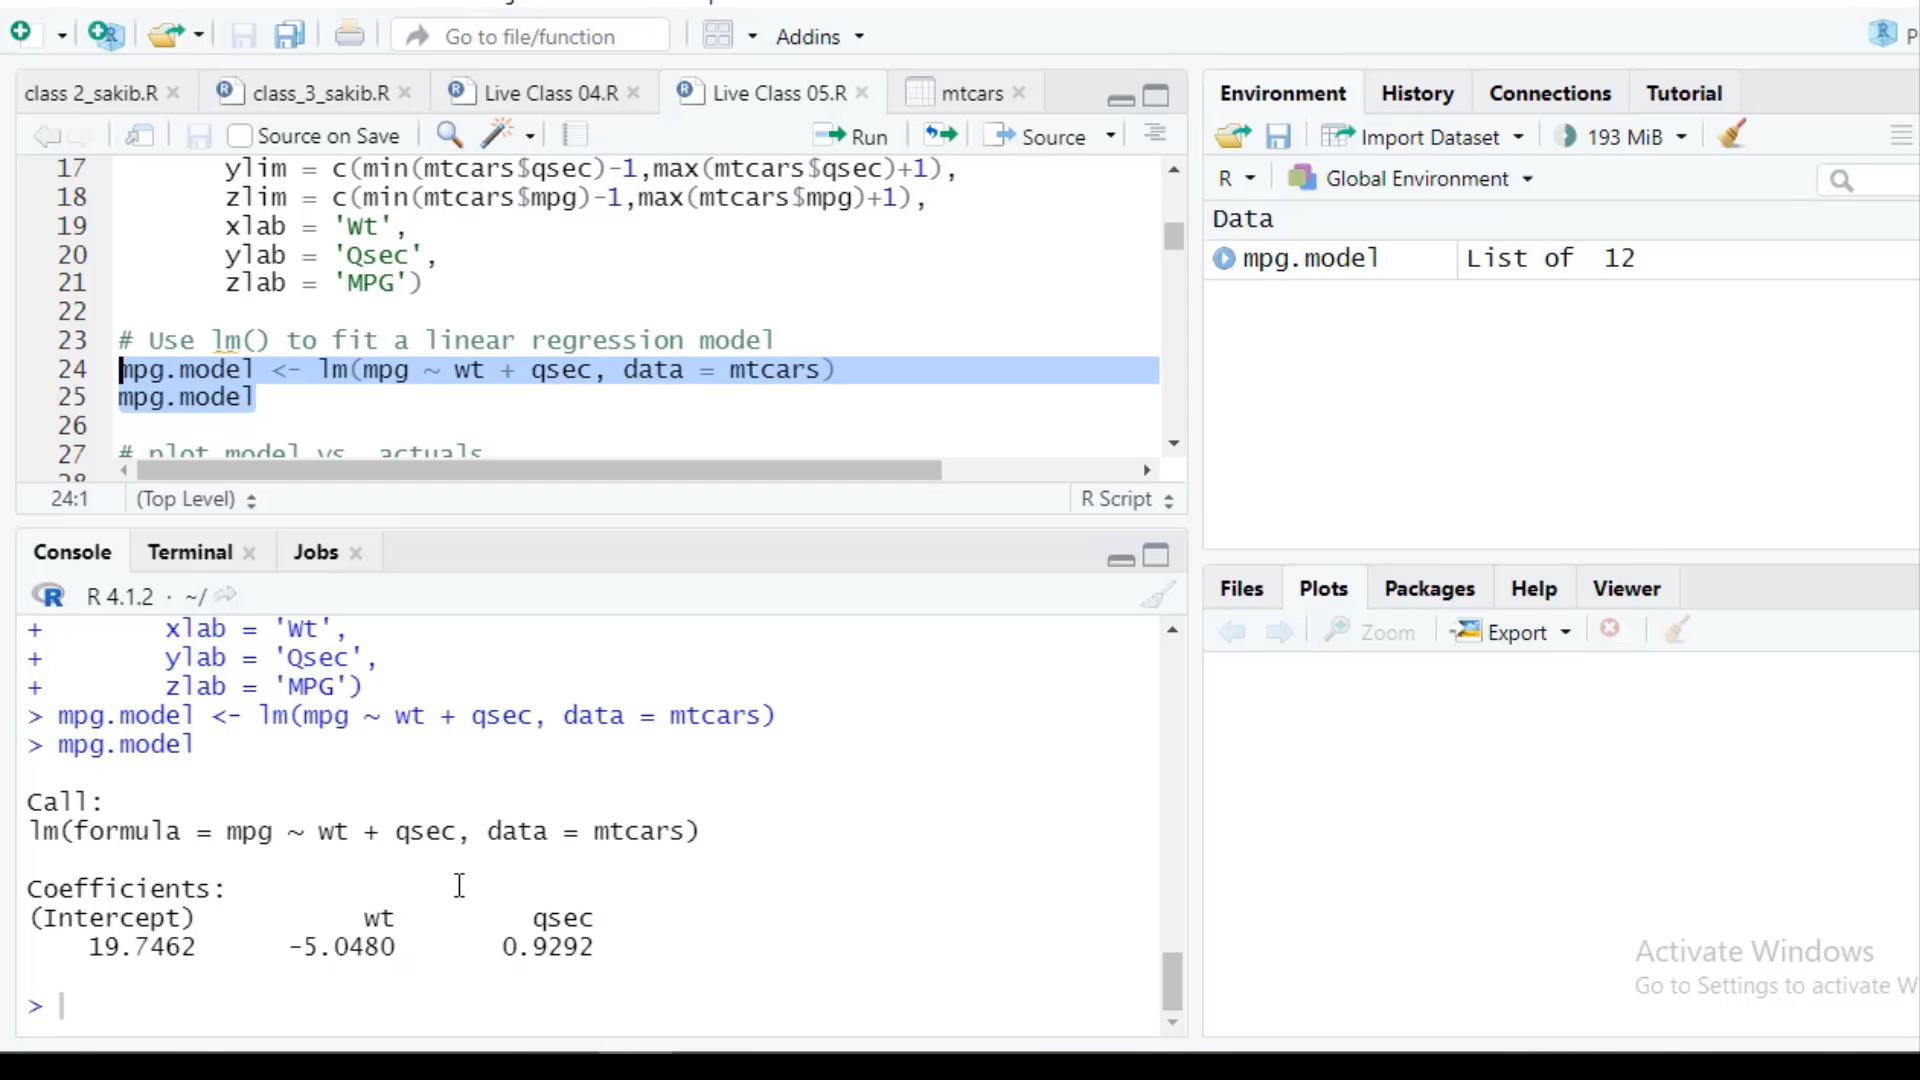 Go to file/function
Addins
P
class 2_sakib.R
class_3_sakib.R
Live Class 04.R
Live Class 05.R
mtcars
Source on Save
Run
Source
17 ylim = c(min(mtcars$qsec)-1,max(mtcars$qsec)+1),
18 zlim = c(min(mtcars$mpg)-1,max(mtcars$mpg)+1),
19 xlab = 'Wt',
20 ylab = 'Qsec',
21 zlab = 'MPG')
22
23 # Use lm() to fit a linear regression model
24 mpg.model <- lm(mpg ~ wt + qsec, data = mtcars)
25 mpg.model
26
27 # plot model vs. actuals
28
24:1
(Top Level)
R Script
Console
Terminal
Jobs
R 4.1.2 · ~/
+ xlab = 'Wt',
+ ylab = 'Qsec',
+ zlab = 'MPG')
> mpg.model <- lm(mpg ~ wt + qsec, data = mtcars)
> mpg.model
Call:
lm(formula = mpg ~ wt + qsec, data = mtcars)
Coefficients:
(Intercept) wt qsec
19.7462 -5.0480 0.9292
>
Environment
History
Connections
Tutorial
Import Dataset
193 MiB
R
Global Environment
Data
mpg.model List of 12
Files
Plots
Packages
Help
Viewer
Zoom
Export
Activate Windows
Go to Settings to activate W